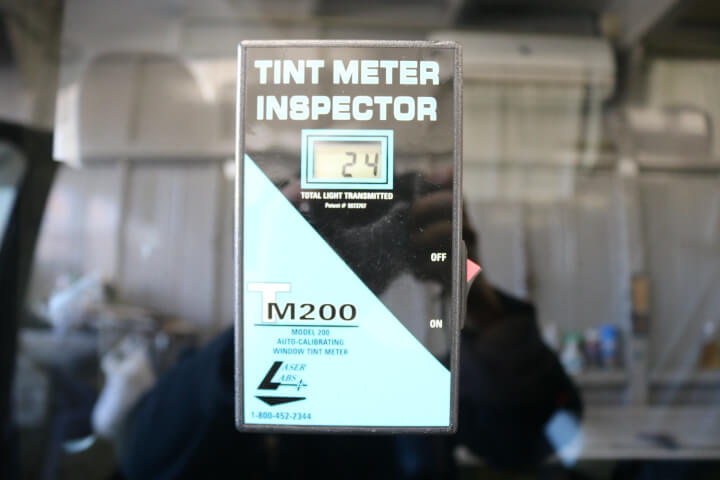 TINT METER
INSPECTOR
24
TOTAL LIGHT TRANSMITTED
OFF
ON
TM200
MODEL 200
AUTO-CALIBRATING
WINDOW TINT METER
LASER
LABS
1-800-452-2344